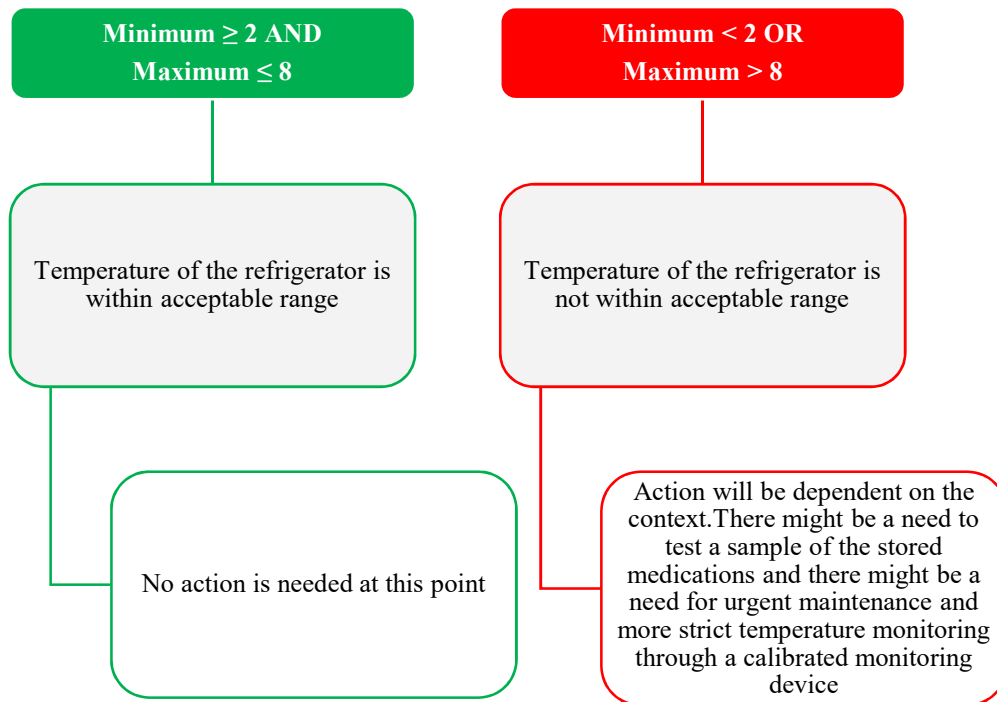 Minimum ≥ 2 AND
Maximum ≤ 8
Temperature of the refrigerator is
within acceptable range
No action is needed at this point
Minimum < 2 OR
Maximum > 8
Temperature of the refrigerator is
not within acceptable range
Action will be dependent on the
context.There might be a need to
test a sample of the stored
medications and there might be a
need for urgent maintenance and
more strict temperature monitoring
through a calibrated monitoring
device